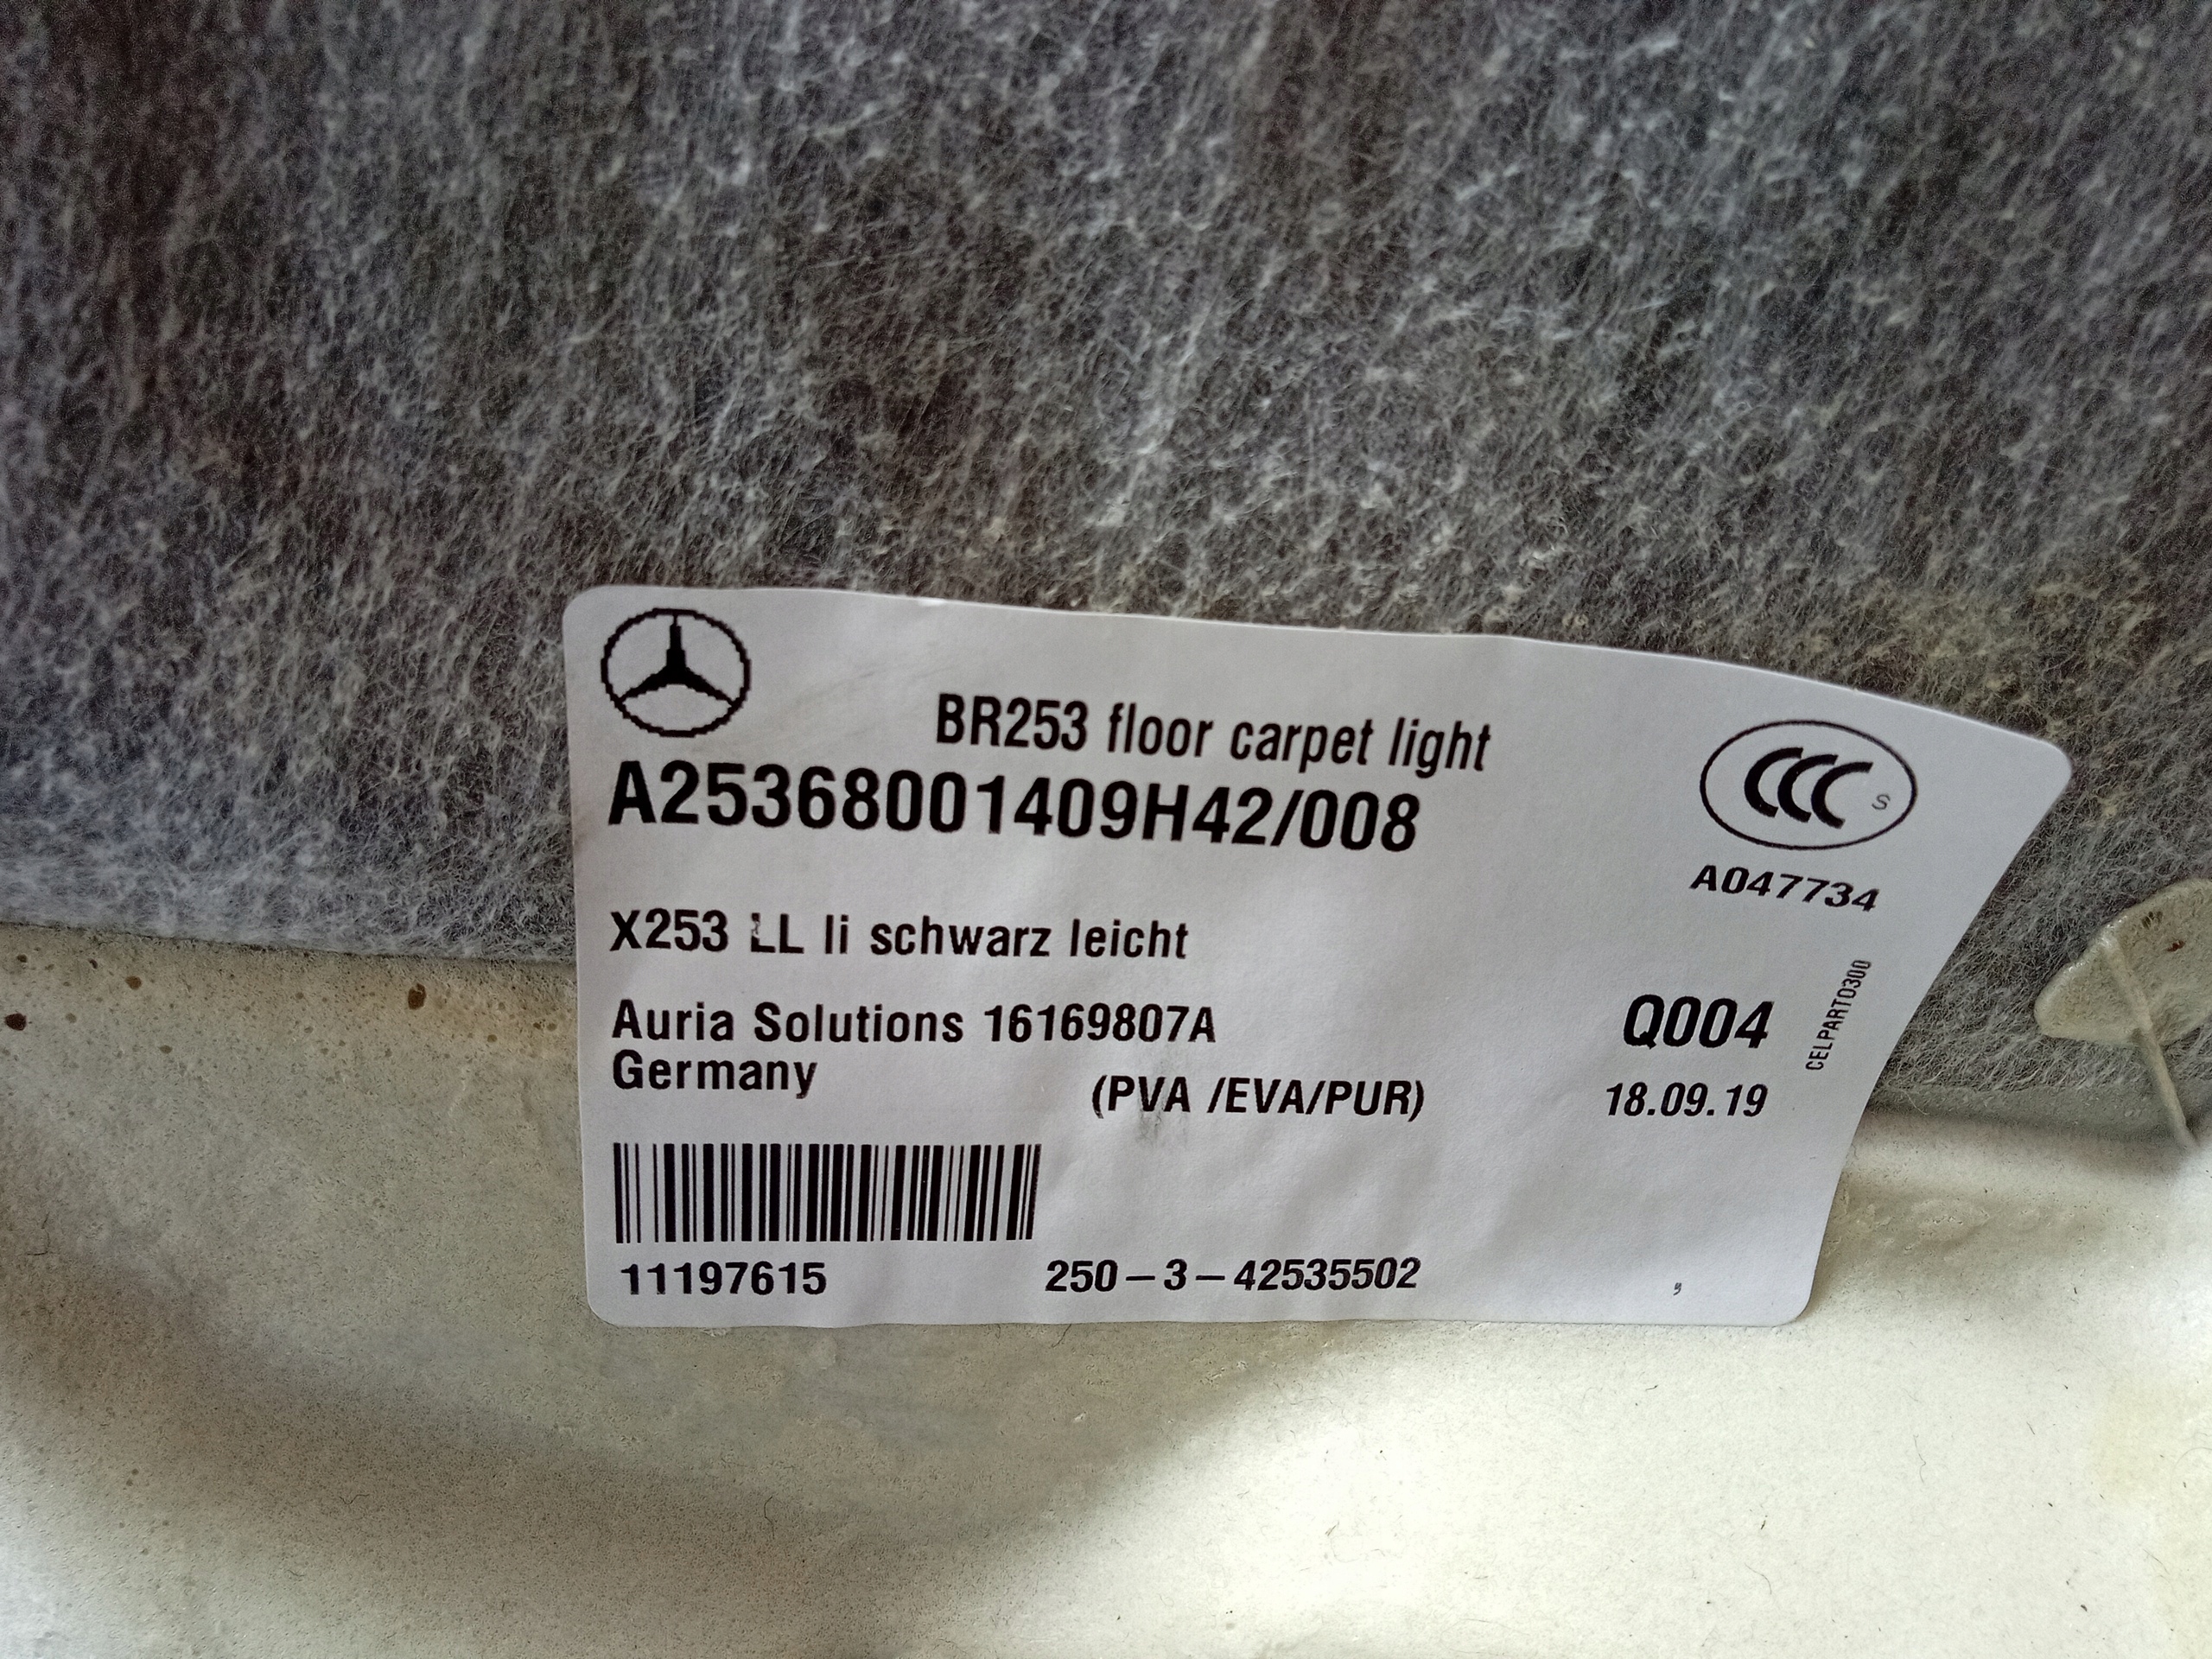 BR253 floor carpet light
A25368001409H42/008
CCC S
A047734
X253 LL li schwarz leicht
Auria Solutions 16169807A
Germany
(PVA /EVA/PUR)
Q004
18.09.19
CELPART0300
11197615
250-3-42535502